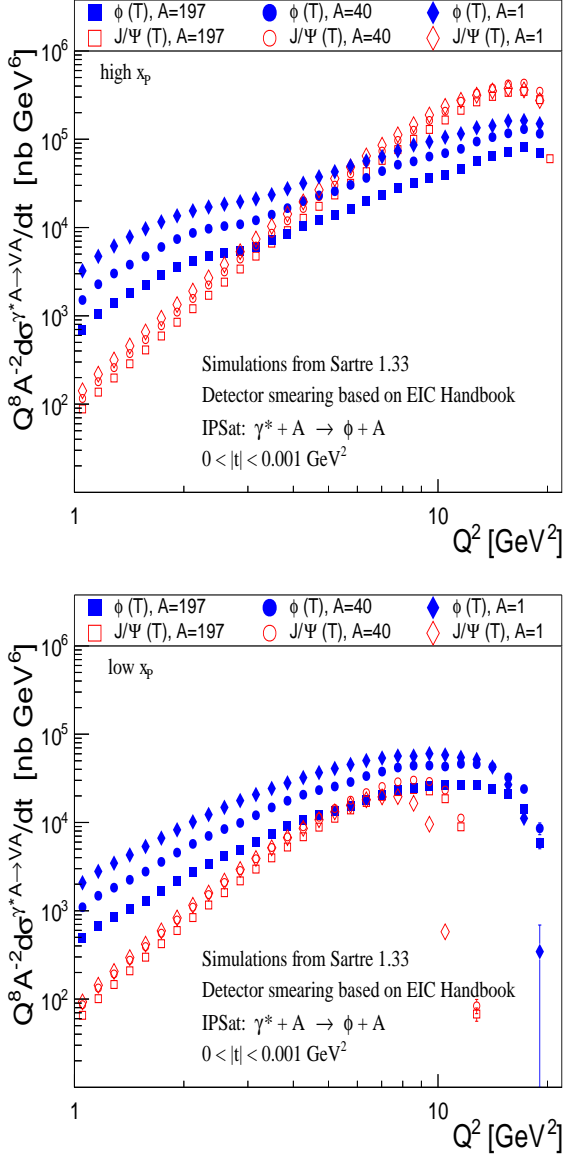 ϕ (T), A=197 ϕ (T), A=40 ϕ (T), A=1
J/Ψ (T), A=197 J/Ψ (T), A=40 J/Ψ (T), A=1
10⁶
high x_P
10⁵
10⁴
10³
10²
Q⁸A⁻²dσ^γ*A→VA/dt [nb GeV⁶]
Simulations from Sartre 1.33
Detector smearing based on EIC Handbook
IPSat: γ* + A → ϕ + A
0 < |t| < 0.001 GeV²
1 10
Q² [GeV²]
ϕ (T), A=197 ϕ (T), A=40 ϕ (T), A=1
J/Ψ (T), A=197 J/Ψ (T), A=40 J/Ψ (T), A=1
10⁶
low x_P
10⁵
10⁴
10³
10²
Q⁸A⁻²dσ^γ*A→VA/dt [nb GeV⁶]
Simulations from Sartre 1.33
Detector smearing based on EIC Handbook
IPSat: γ* + A → ϕ + A
0 < |t| < 0.001 GeV²
1 10
Q² [GeV²]